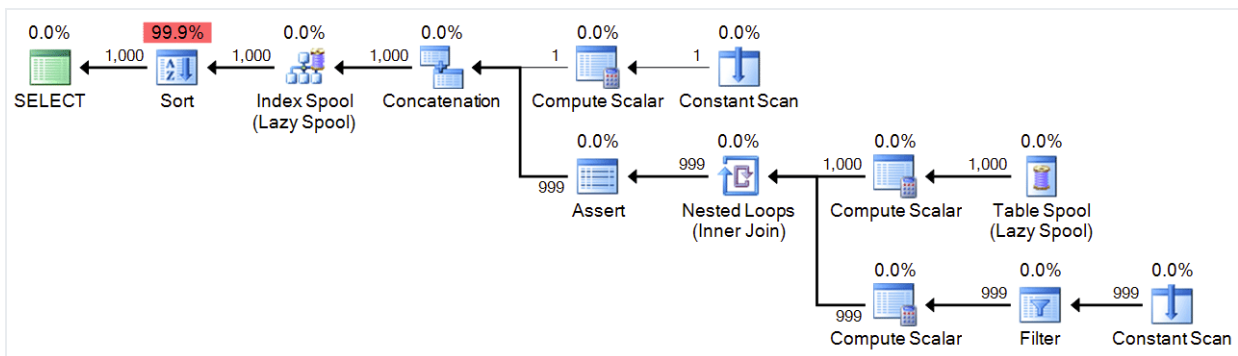 0.0% 99.9% 0.0% 0.0% 0.0% 0.0%
1,000 1,000 1,000 1 1
SELECT Sort Index Spool Concatenation Compute Scalar Constant Scan
(Lazy Spool)
0.0% 0.0% 0.0% 0.0%
999 999 1,000 1,000
Assert Nested Loops Compute Scalar Table Spool
(Inner Join) (Lazy Spool)
0.0% 0.0% 0.0%
999 999 999
Compute Scalar Filter Constant Scan